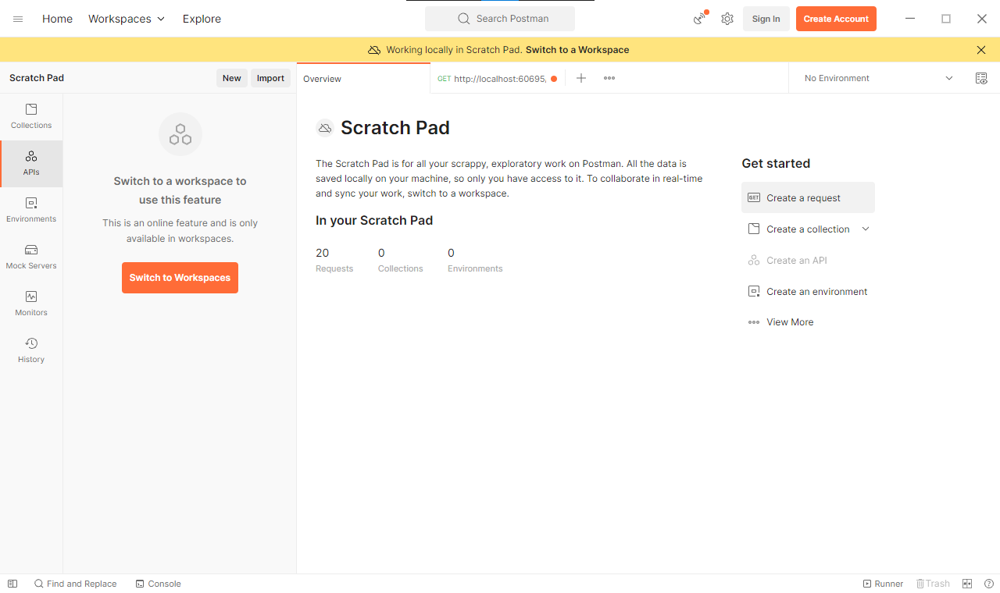 Home
Workspaces
Explore
Search Postman
Sign In
Create Account
Working locally in Scratch Pad. Switch to a Workspace
Scratch Pad
New
Import
Overview
GET http://localhost:60695,
No Environment
Collections
APIs
Environments
Mock Servers
Monitors
History
Switch to a workspace to
use this feature
This is an online feature and is only
available in workspaces.
Switch to Workspaces
Scratch Pad
The Scratch Pad is for all your scrappy, exploratory work on Postman. All the data is
saved locally on your machine, so only you have access to it. To collaborate in real-time
and sync your work, switch to a workspace.
In your Scratch Pad
20
Requests
0
Collections
0
Environments
Get started
GET Create a request
Create a collection
Create an API
Create an environment
View More
Find and Replace
Console
Runner
Trash